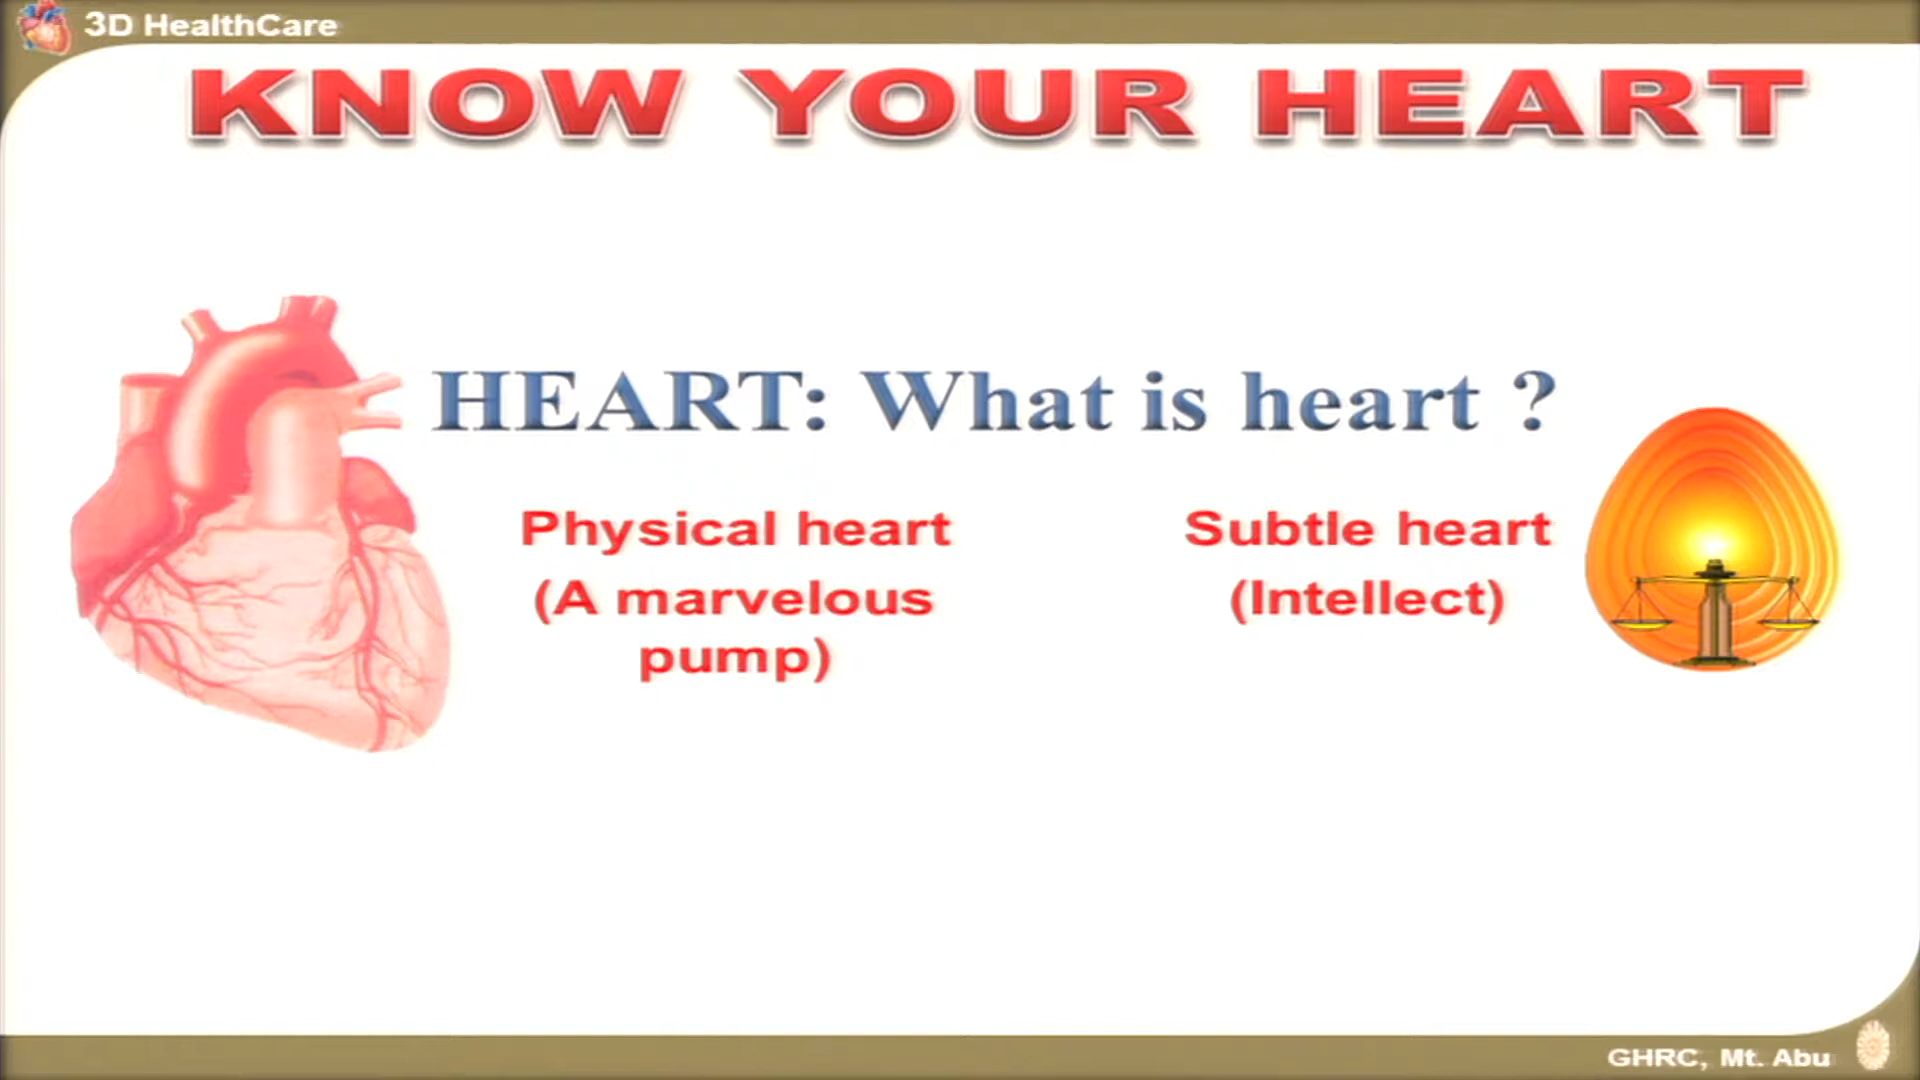 3D HealthCare
KNOW YOUR HEART
HEART: What is heart ?
Physical heart
(A marvelous
pump)
Subtle heart
(Intellect)
GHRC, Mt. Abu